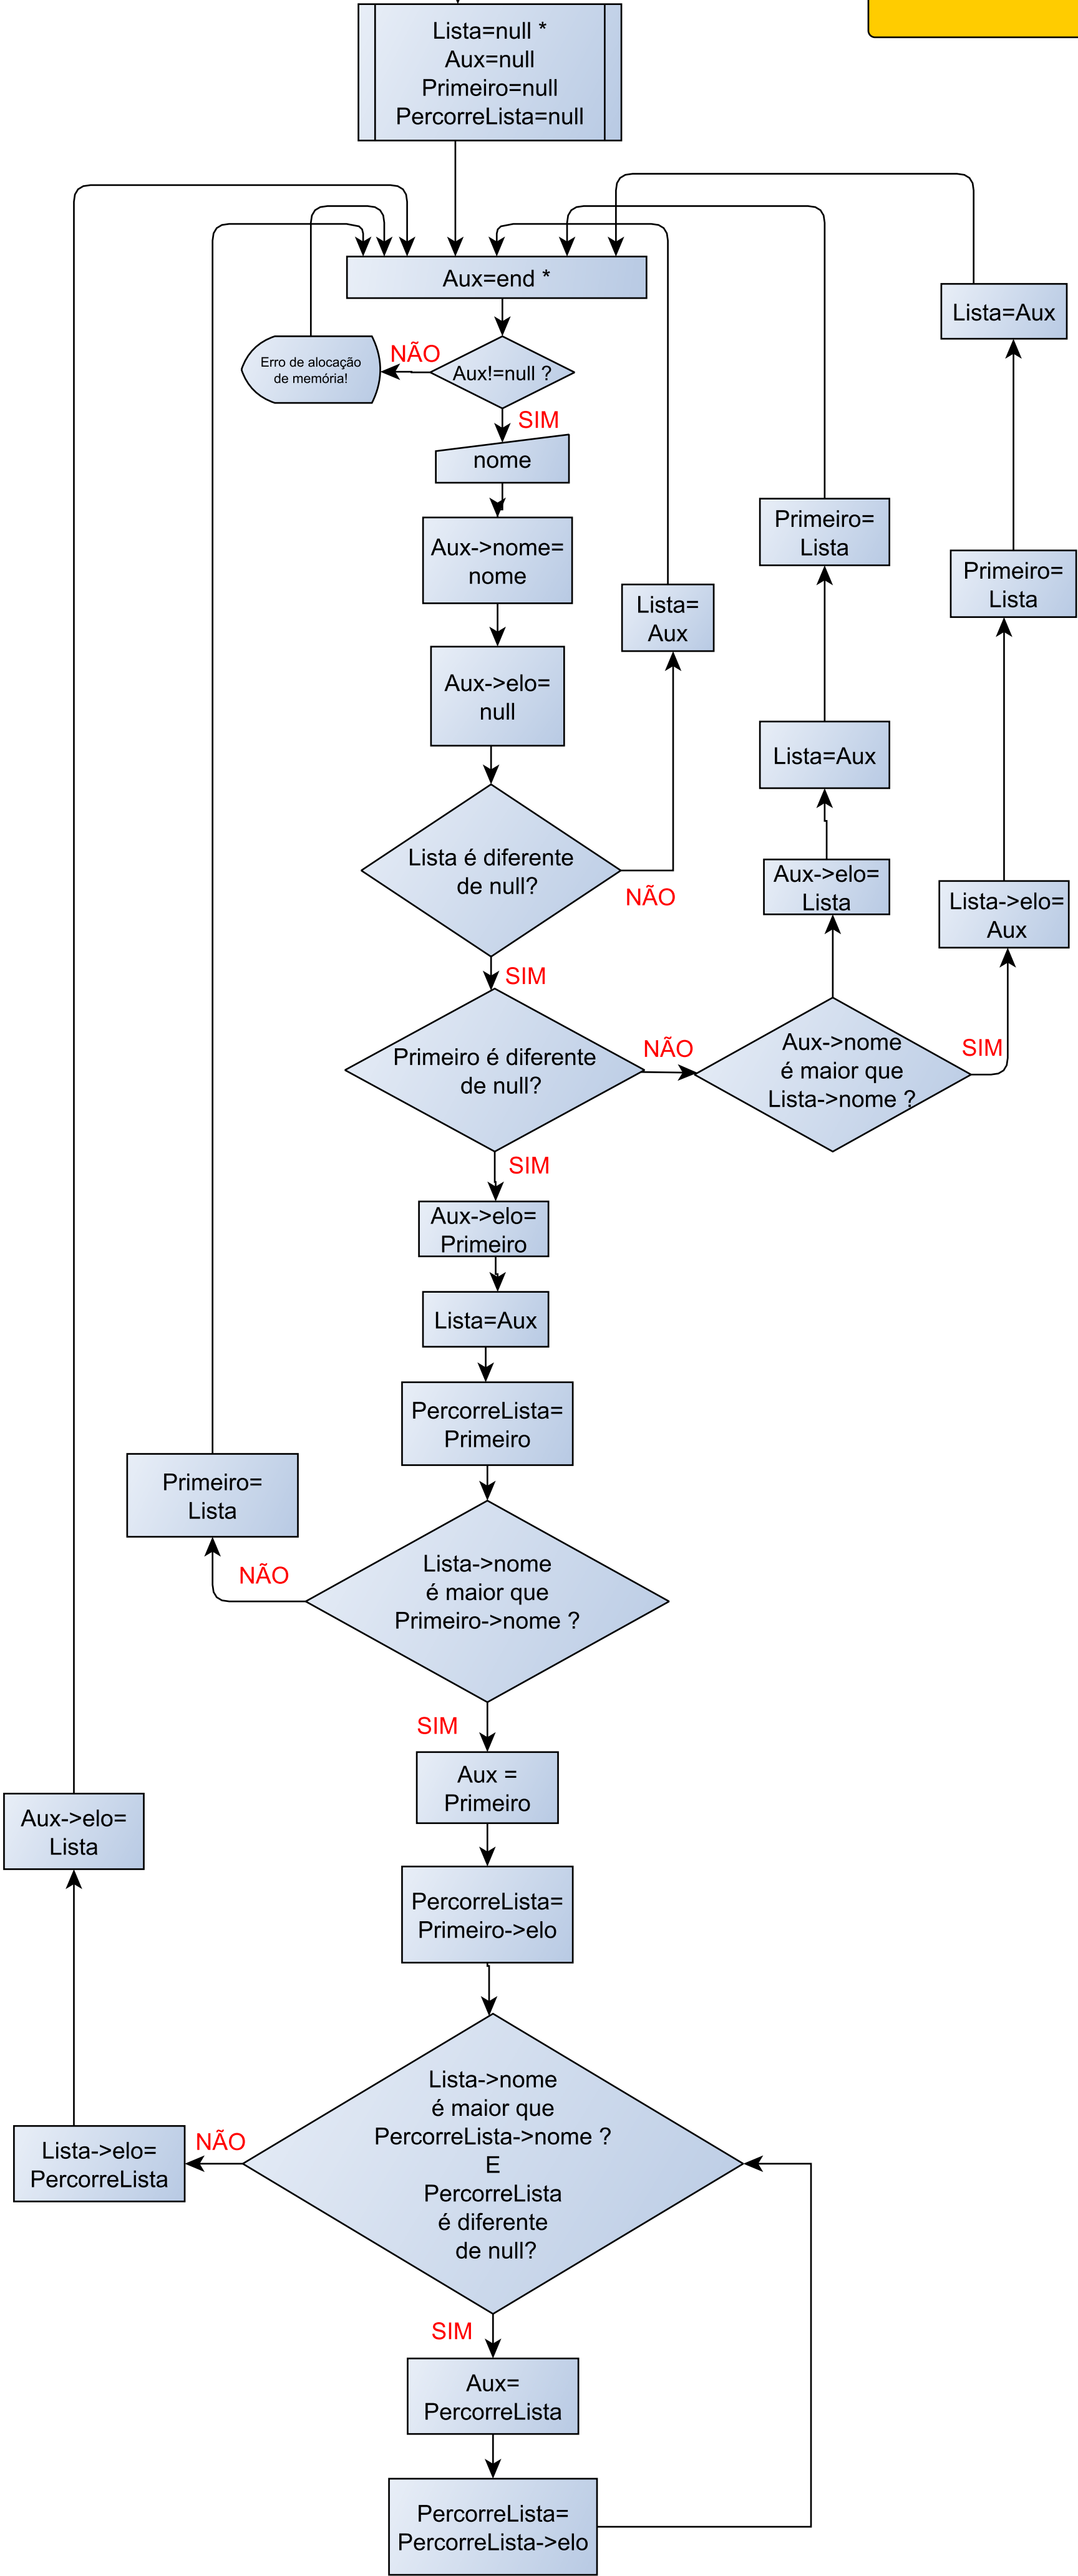 Lista=null *
Aux=null
Primeiro=null
PercorreLista=null
Aux=end *
Lista=Aux
Erro de alocação
de memória!
NÃO
Aux!=null ?
SIM
nome
Aux->nome=
nome
Primeiro=
Lista
Primeiro=
Lista
Lista=
Aux
Aux->elo=
null
Lista=Aux
Lista é diferente
de null?
NÃO
Aux->elo=
Lista
Lista->elo=
Aux
SIM
Primeiro é diferente
de null?
NÃO
Aux->nome
é maior que
Lista->nome ?
SIM
SIM
Aux->elo=
Primeiro
Lista=Aux
PercorreLista=
Primeiro
Primeiro=
Lista
NÃO
Lista->nome
é maior que
Primeiro->nome ?
SIM
Aux =
Primeiro
Aux->elo=
Lista
PercorreLista=
Primeiro->elo
Lista->nome
é maior que
PercorreLista->nome ?
E
PercorreLista
é diferente
de null?
NÃO
Lista->elo=
PercorreLista
SIM
Aux=
PercorreLista
PercorreLista=
PercorreLista->elo